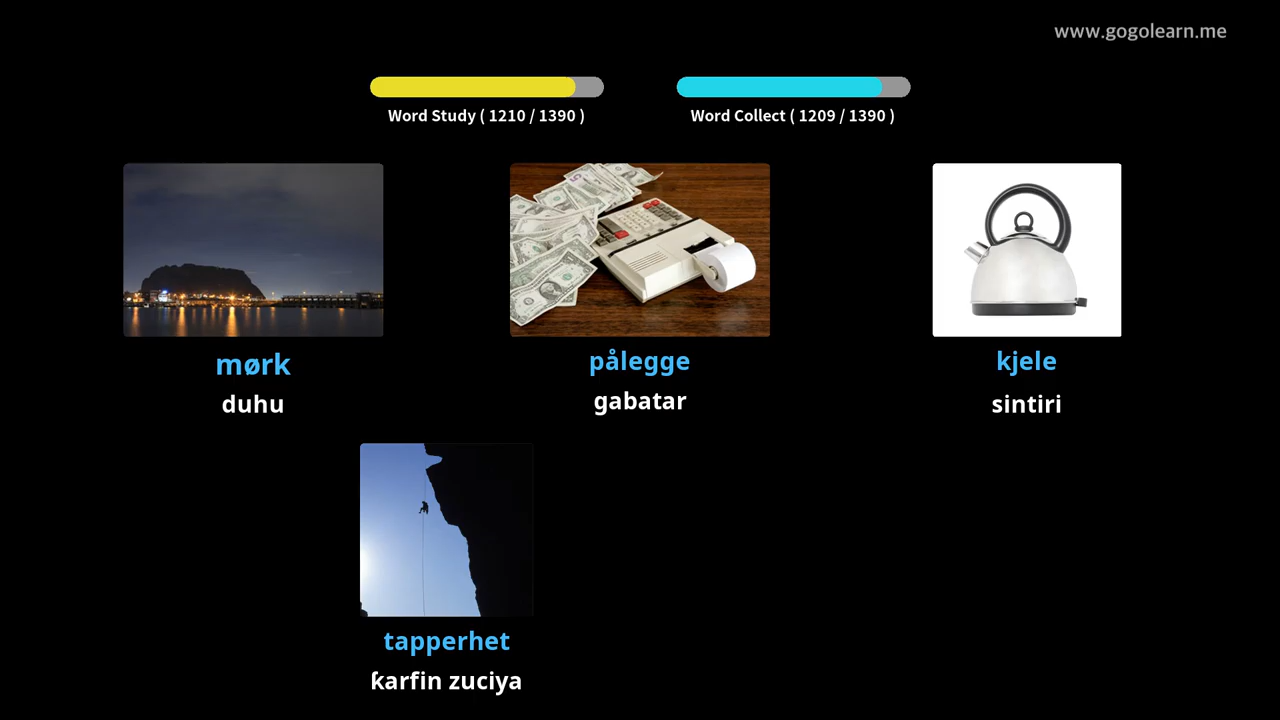 www.gogolearn.me
Word Study ( 1210 / 1390 )
Word Collect ( 1209 / 1390 )
mørk
pålegge
kjele
duhu
gabatar
sintiri
tapperhet
ƙarfin zuciya